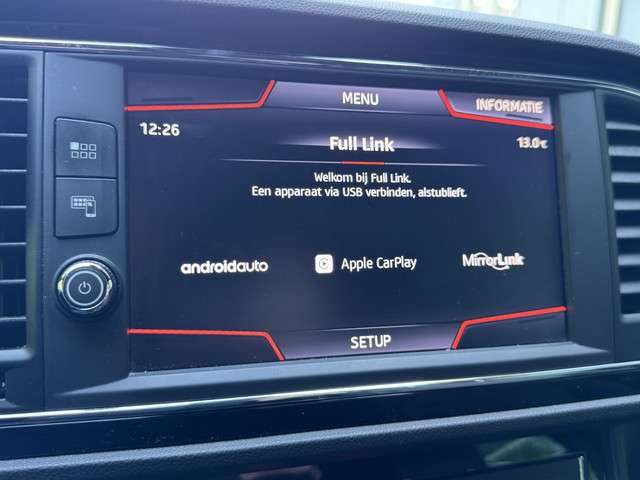 MENU
INFORMATIE
12:26
Full Link
13.0°C
Welkom bij Full Link.
Een apparaat via USB verbinden, alstublieft.
androidauto
Apple CarPlay
MirrorLink
SETUP